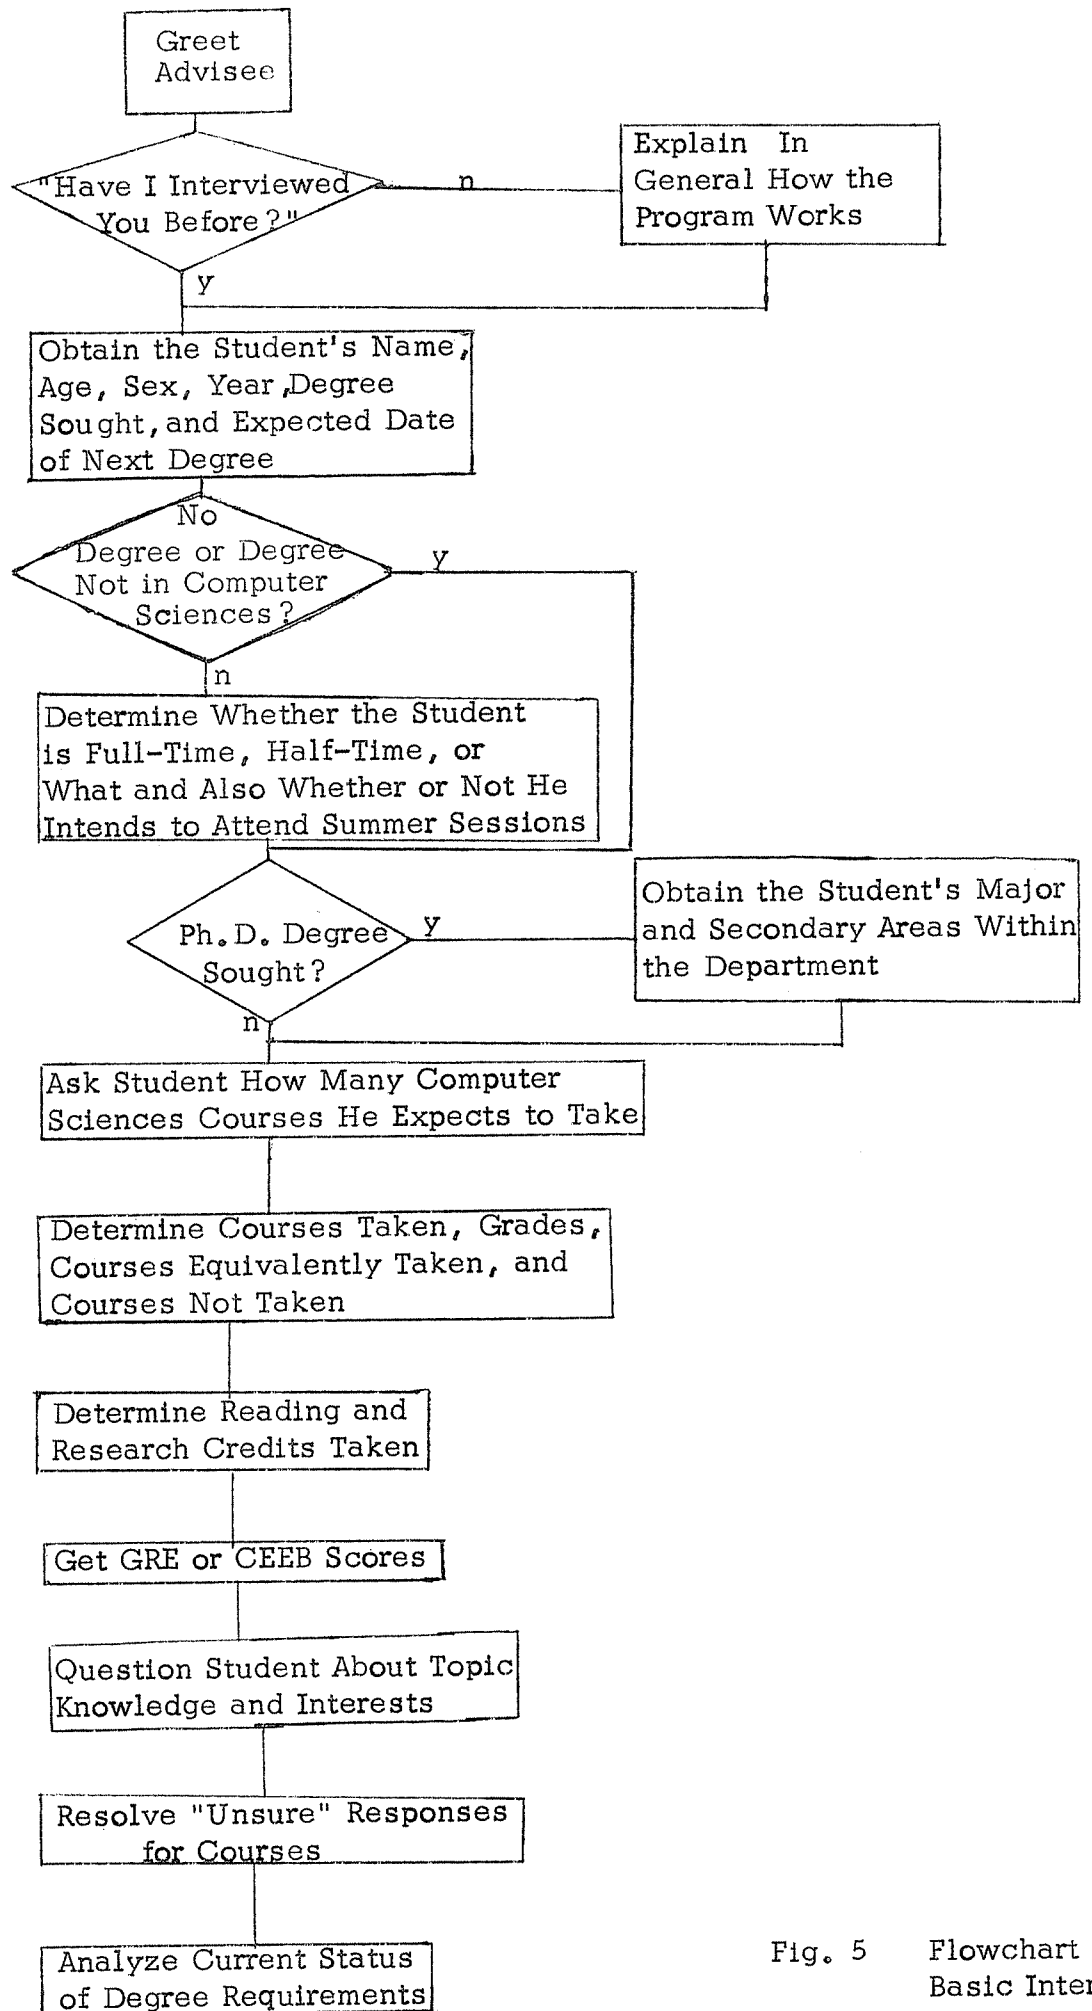 Greet
Advisee
"Have I Interviewed
You Before?"
n
Explain In
General How the
Program Works
y
Obtain the Student's Name,
Age, Sex, Year, Degree
Sought, and Expected Date
of Next Degree
No
Degree or Degree
Not in Computer
Sciences?
y
n
Determine Whether the Student
is Full-Time, Half-Time, or
What and Also Whether or Not He
Intends to Attend Summer Sessions
Ph.D. Degree
Sought?
y
Obtain the Student's Major
and Secondary Areas Within
the Department
n
Ask Student How Many Computer
Sciences Courses He Expects to Take
Determine Courses Taken, Grades,
Courses Equivalently Taken, and
Courses Not Taken
Determine Reading and
Research Credits Taken
Get GRE or CEEB Scores
Question Student About Topic
Knowledge and Interests
Resolve "Unsure" Responses
for Courses
Analyze Current Status
of Degree Requirements
Fig. 5 Flowchart
Basic